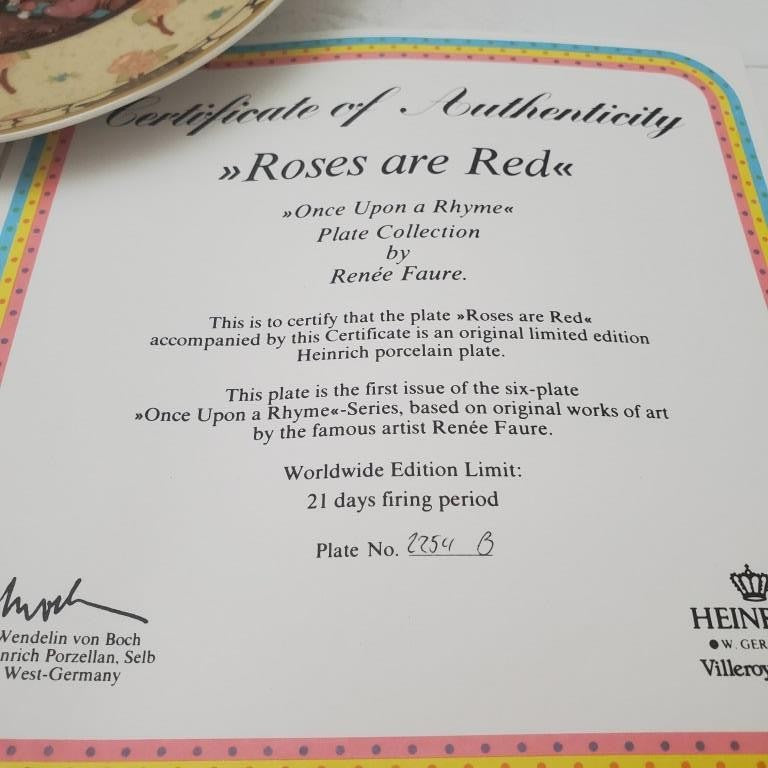 Certificate of Authenticity
»Roses are Red«
»Once Upon a Rhyme«
Plate Collection
by
Renée Faure.
This is to certify that the plate »Roses are Red«
accompanied by this Certificate is an original limited edition
Heinrich porcelain plate.
This plate is the first issue of the six-plate
»Once Upon a Rhyme«-Series, based on original works of art
by the famous artist Renée Faure.
Worldwide Edition Limit:
21 days firing period
Plate No. 2254 B
Wendelin von Boch
nrich Porzellan, Selb
West-Germany
HEIN
W. GER
Villeroy